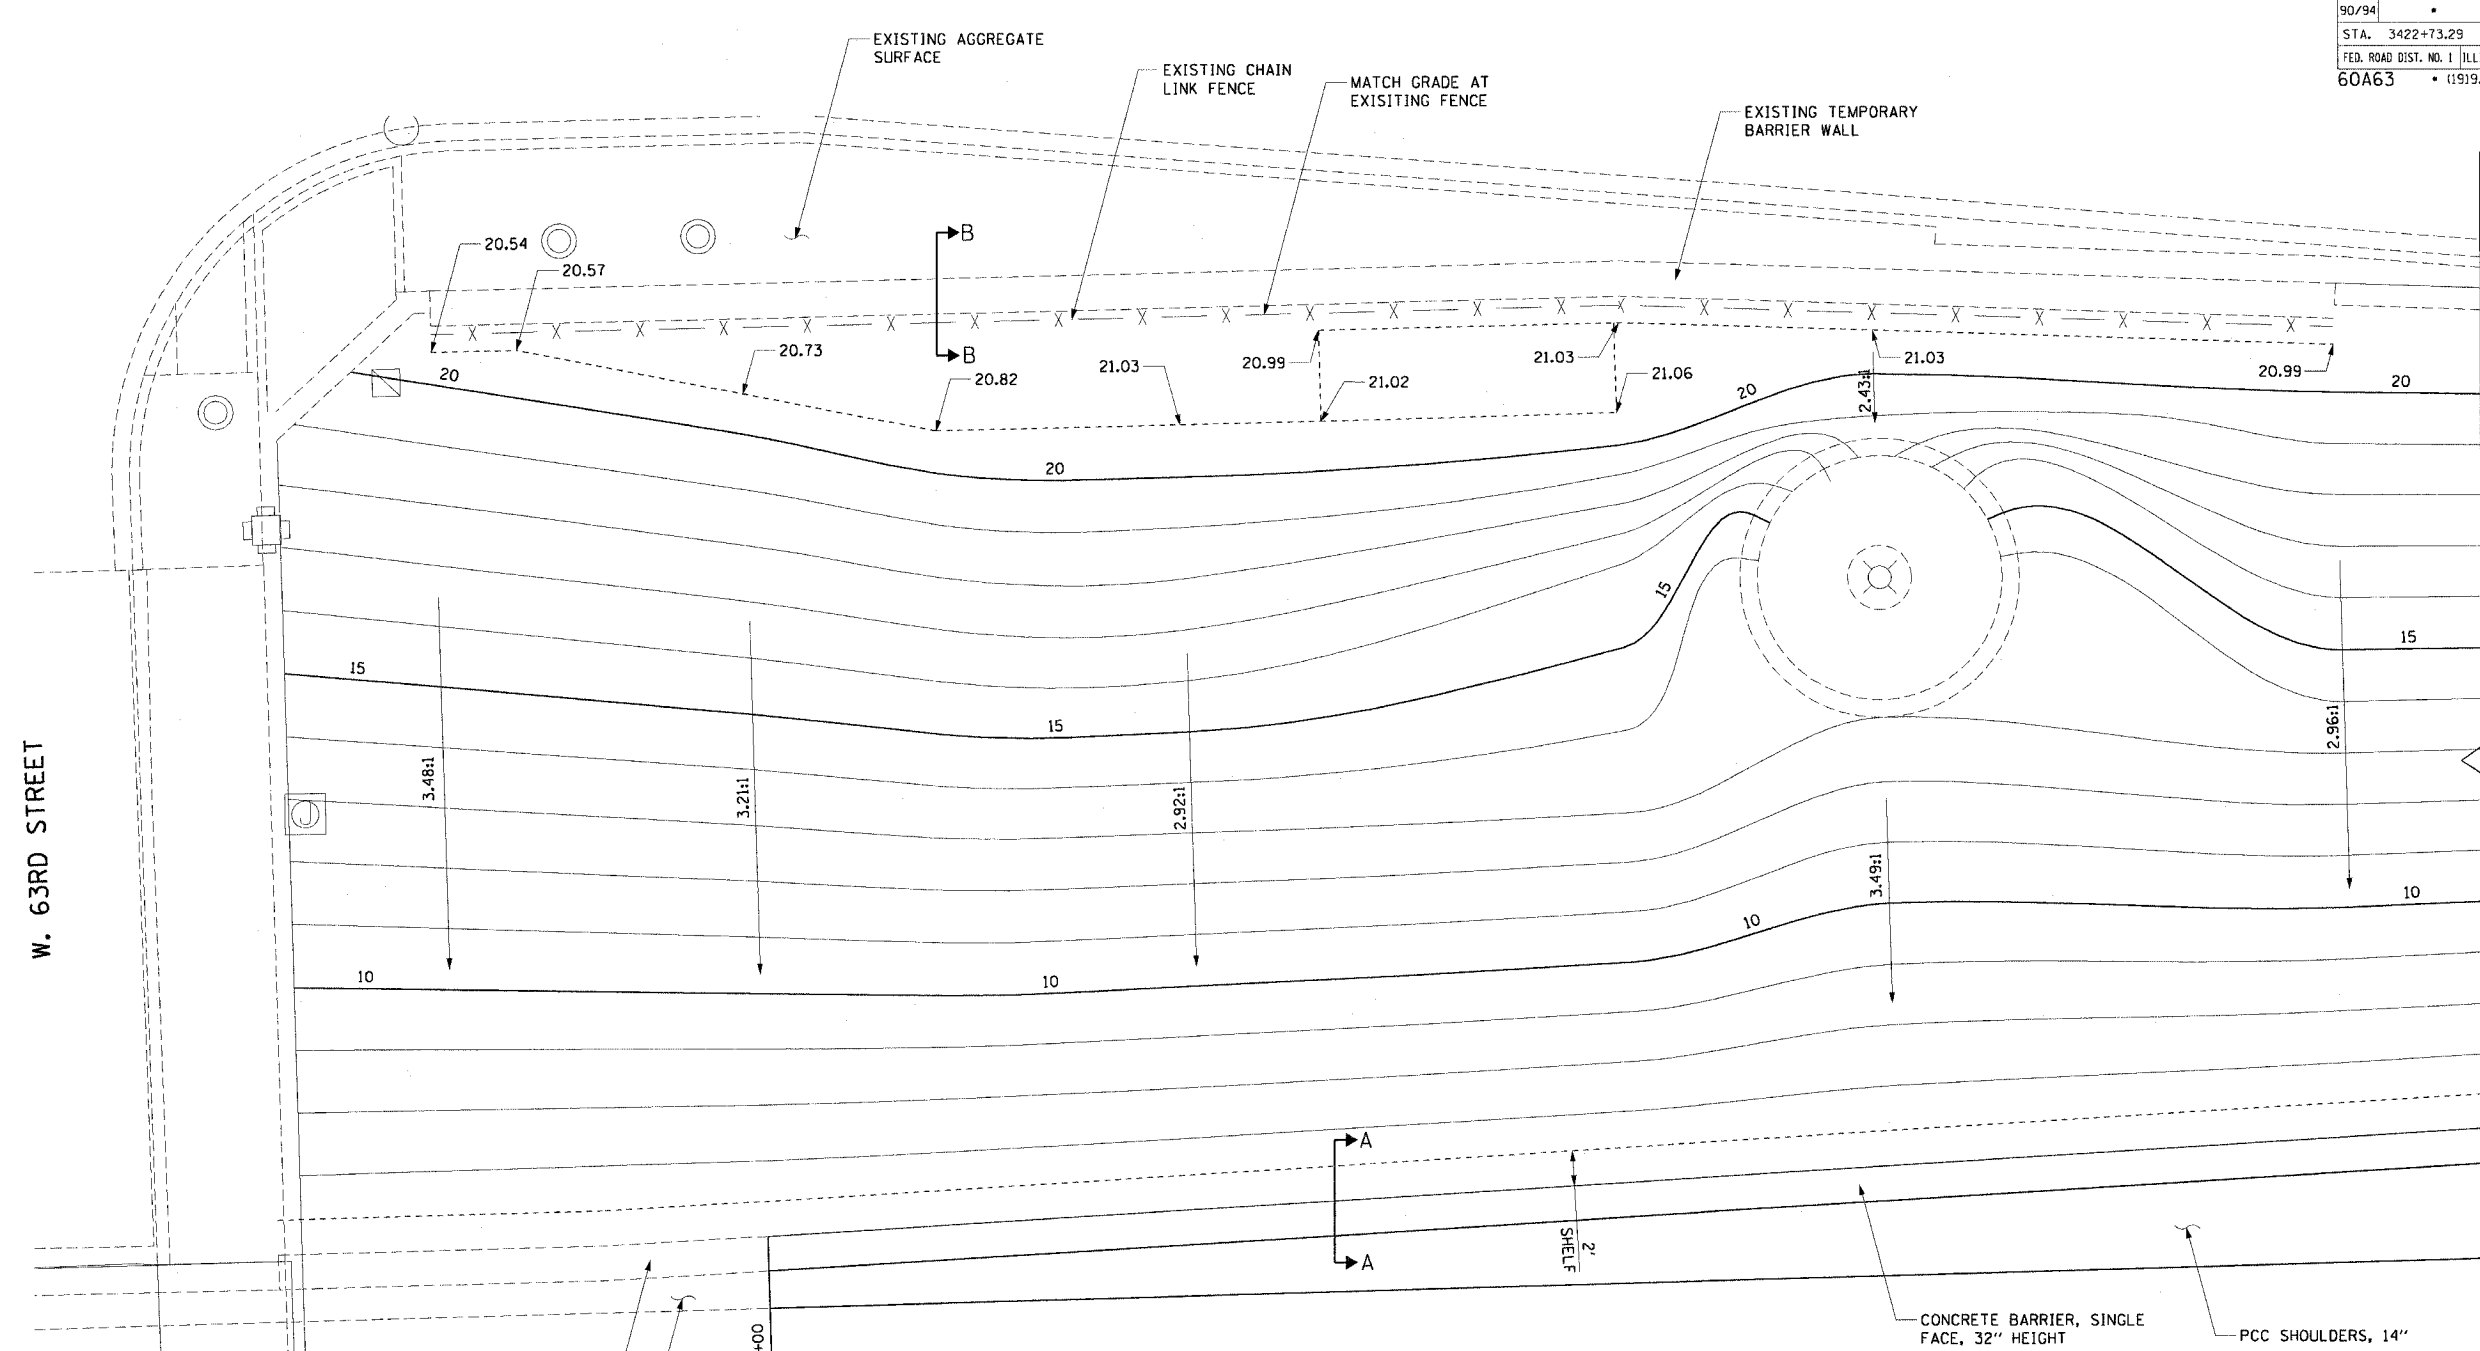 90/94 *
STA. 3422+73.29
FED. ROAD DIST. NO. 1 ILL
60A63 * (1919
EXISTING AGGREGATE
SURFACE
EXISTING CHAIN
LINK FENCE
MATCH GRADE AT
EXISITING FENCE
EXISTING TEMPORARY
BARRIER WALL
B
20.54
20.57
B
20.73
20.82
21.03
20.99
21.02
21.03
21.06
21.03
20.99
20
20
20
20
2.43:1
15
15
15
15
3.48:1
3.21:1
2.92:1
2.96:1
3.49:1
10
10
10
10
J
W. 63RD STREET
A
A
2'
SHELF
+00
CONCRETE BARRIER, SINGLE
FACE, 32" HEIGHT
PCC SHOULDERS, 14"